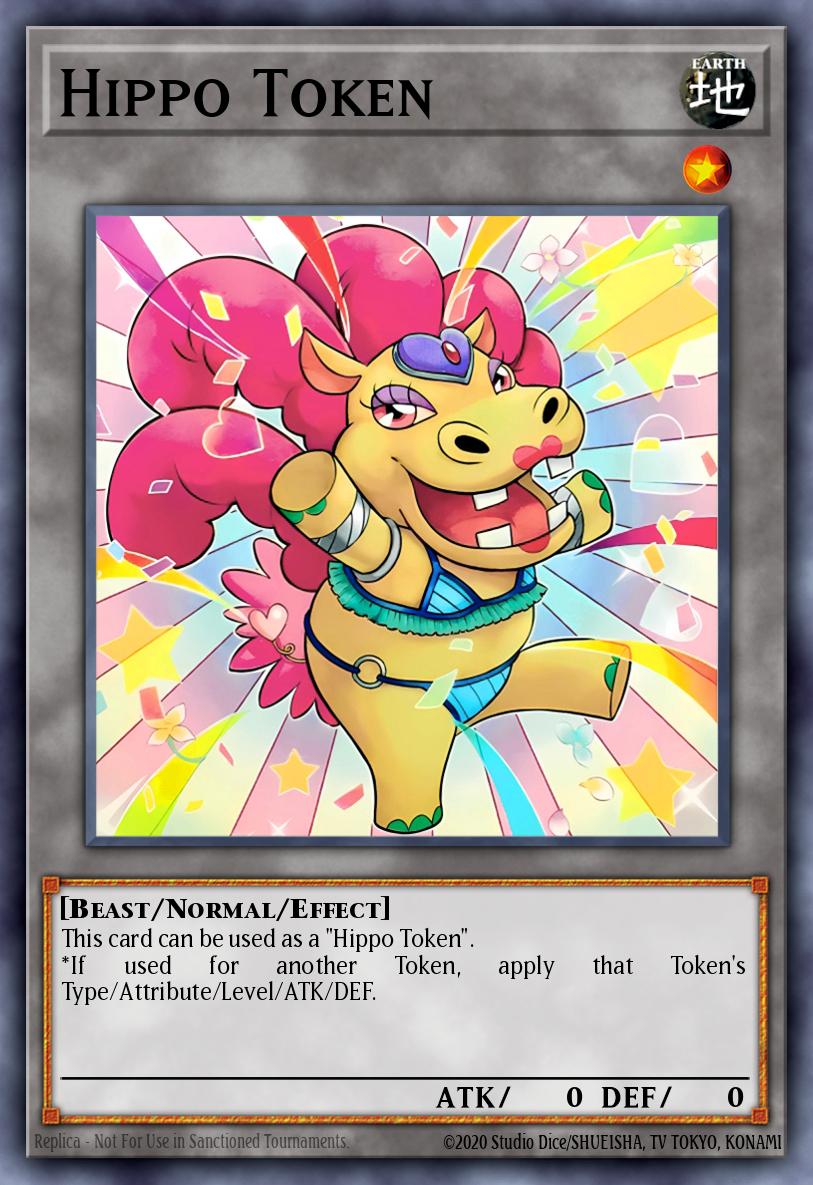 Hippo Token
EARTH
地
[Beast/Normal/Effect]
This card can be used as a "Hippo Token".
*If used for another Token, apply that Token's
Type/Attribute/Level/ATK/DEF.
ATK/ 0 DEF/ 0
Replica - Not For Use in Sanctioned Tournaments.
©2020 Studio Dice/SHUEISHA, TV TOKYO, KONAMI